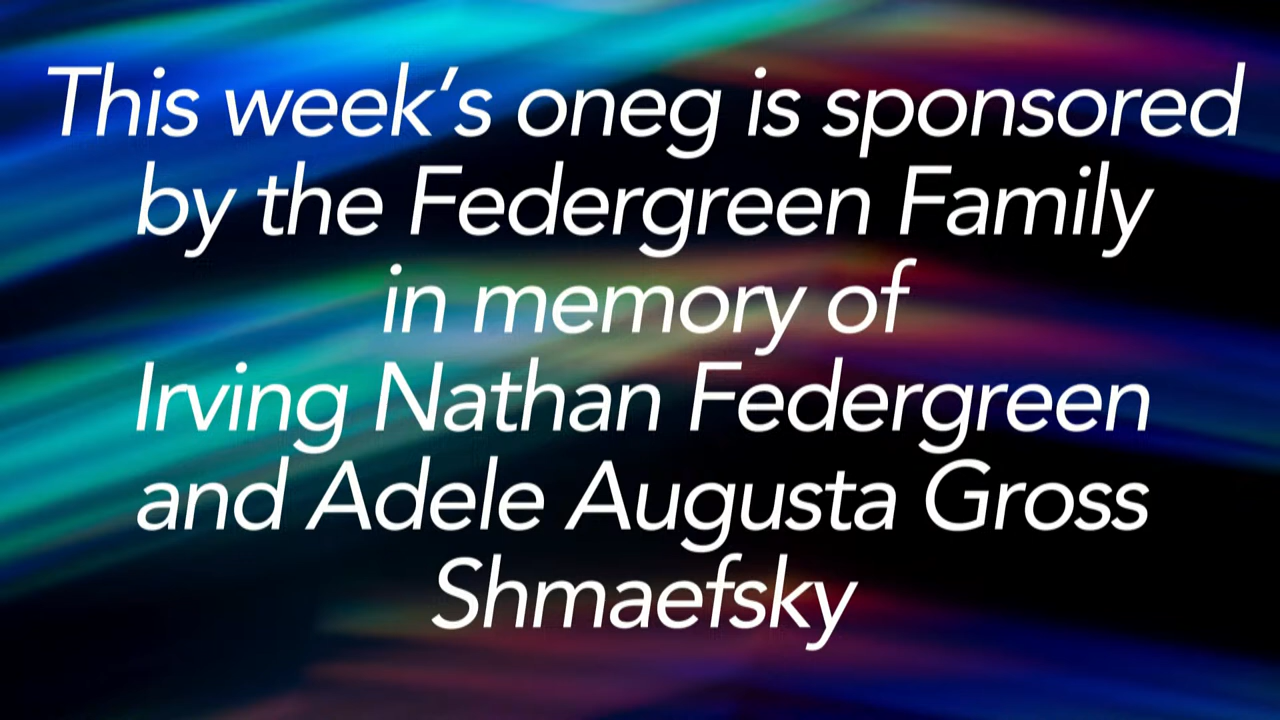 This week’s oneg is sponsored
by the Federgreen Family
in memory of
Irving Nathan Federgreen
and Adele Augusta Gross
Shmaefsky